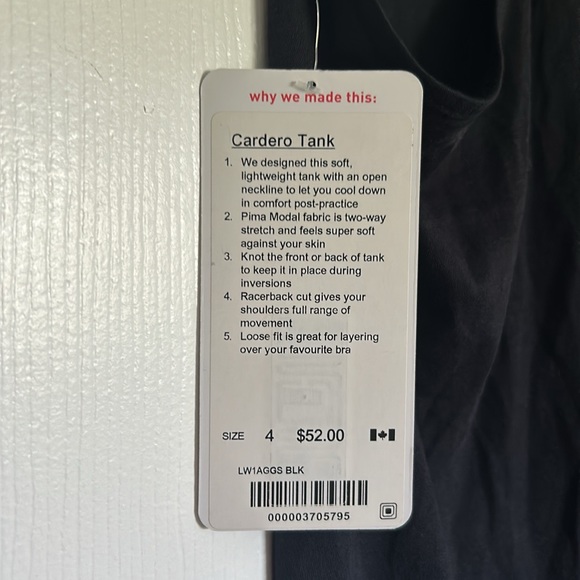 why we made this:
Cardero Tank
1. We designed this soft,
lightweight tank with an open
neckline to let you cool down
in comfort post-practice
2. Pima Modal fabric is two-way
stretch and feels super soft
against your skin
3. Knot the front or back of tank
to keep it in place during
inversions
4. Racerback cut gives your
shoulders full range of
movement
5. Loose fit is great for layering
over your favourite bra
SIZE 4 $52.00
LW1AGGS BLK
000003705795